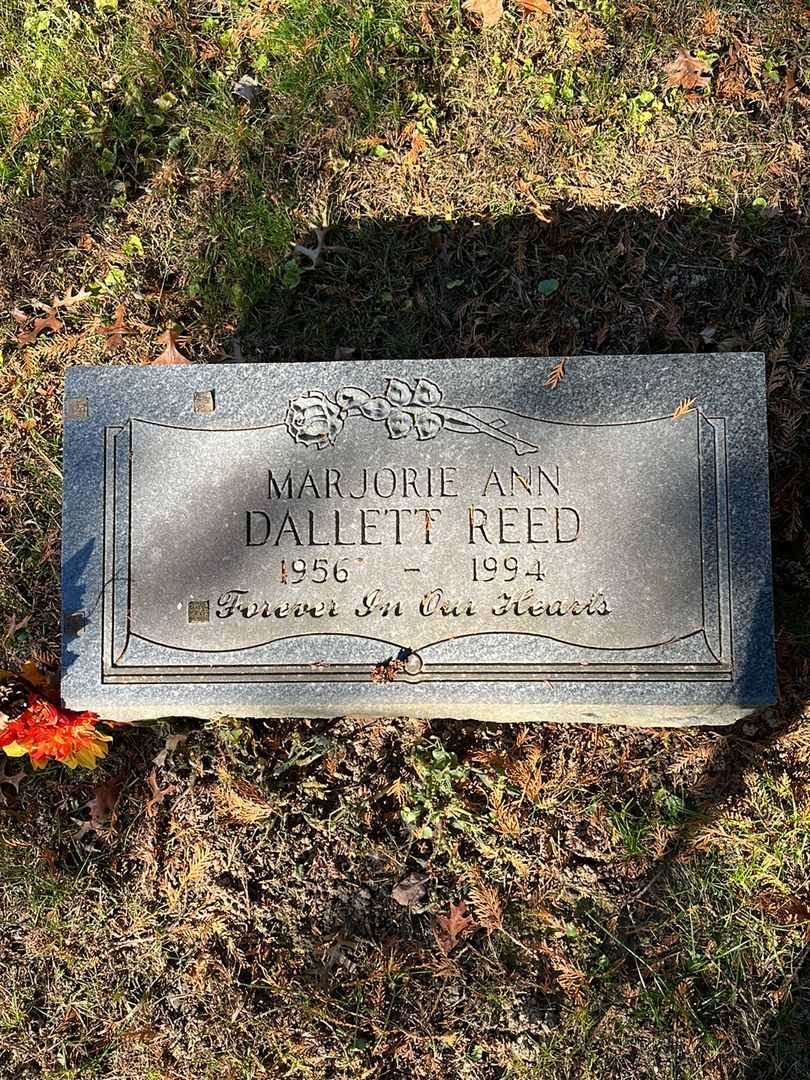 MARJORIE ANN
DALLETT REED
1956 - 1994
Forever In Our Hearts